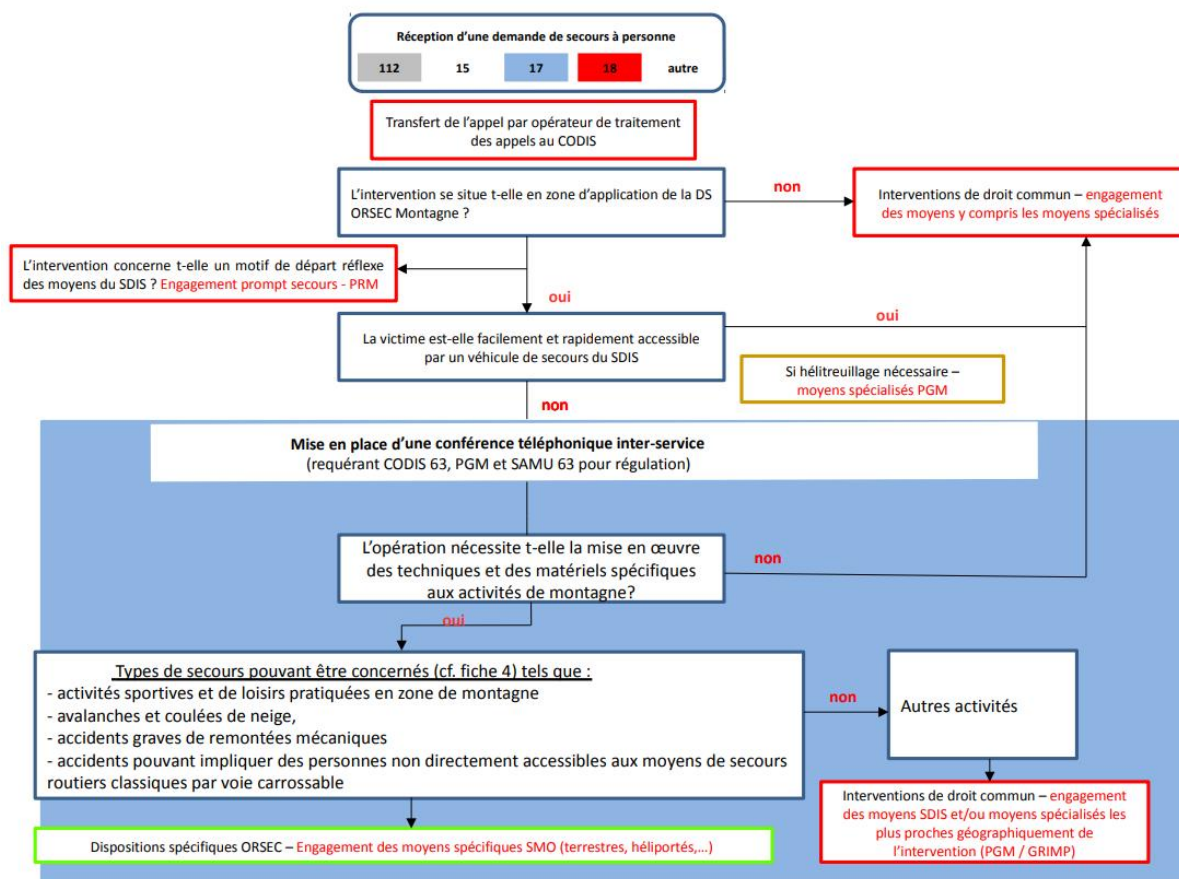 Réception d'une demande de secours à personne
112 15 17 18 autre
Transfert de l'appel par opérateur de traitement
des appels au CODIS
L'intervention se situe t-elle en zone d'application de la DS
ORSEC Montagne ?
non
Interventions de droit commun – engagement
des moyens y compris les moyens spécialisés
L'intervention concerne t-elle un motif de départ réflexe
des moyens du SDIS ? Engagement prompt secours - PRM
oui
La victime est-elle facilement et rapidement accessible
par un véhicule de secours du SDIS
oui
Si hélitreuillage nécessaire –
moyens spécialisés PGM
non
Mise en place d'une conférence téléphonique inter-service
(requérant CODIS 63, PGM et SAMU 63 pour régulation)
L'opération nécessite t-elle la mise en œuvre
des techniques et des matériels spécifiques
aux activités de montagne?
non
oui
Types de secours pouvant être concernés (cf. fiche 4) tels que :
- activités sportives et de loisirs pratiquées en zone de montagne
- avalanches et coulées de neige,
- accidents graves de remontées mécaniques
- accidents pouvant impliquer des personnes non directement accessibles aux moyens de secours
routiers classiques par voie carrossable
non
Autres activités
Interventions de droit commun – engagement
des moyens SDIS et/ou moyens spécialisés les
plus proches géographiquement de
l'intervention (PGM / GRIMP)
Dispositions spécifiques ORSEC – Engagement des moyens spécifiques SMO (terrestres, héliportés,...)